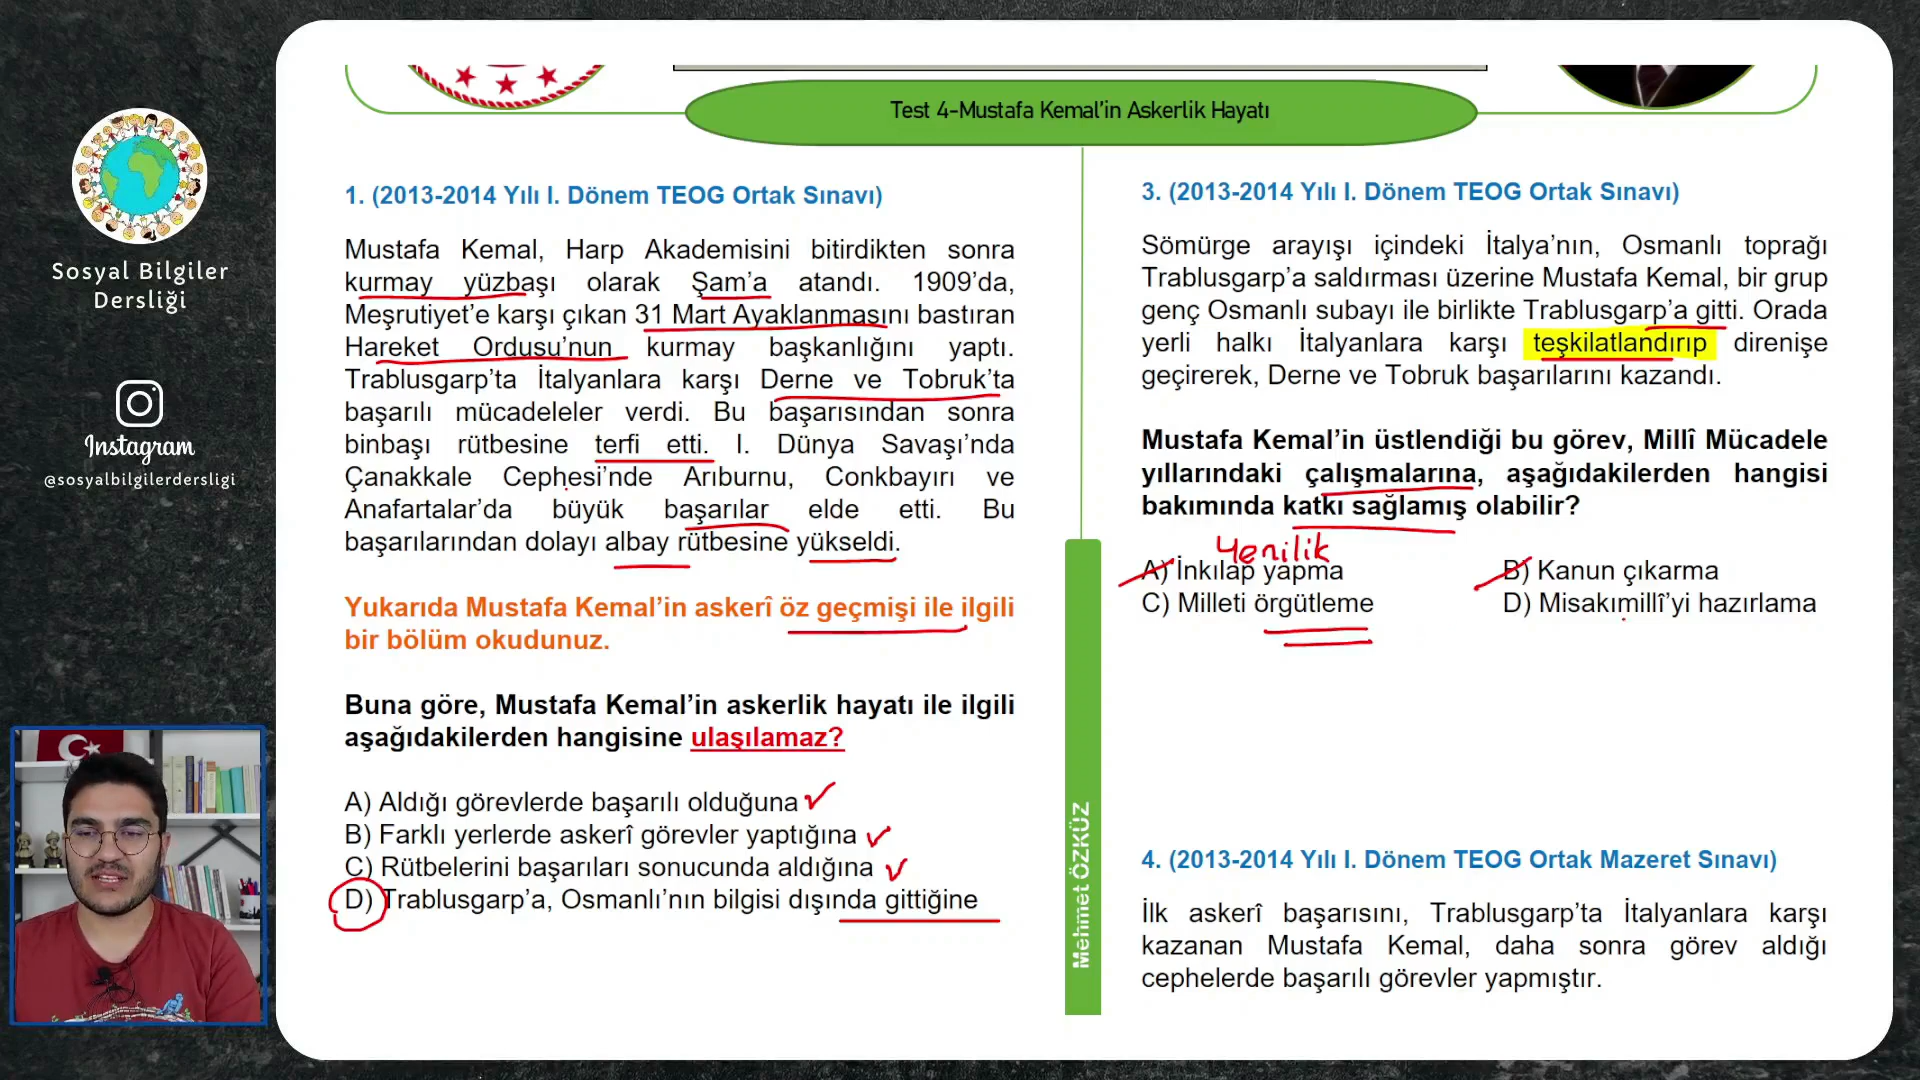 Test 4-Mustafa Kemal'in Askerlik Hayatı
Sosyal Bilgiler
Dersliği
Instagram
@sosyalbilgilerdersligi
1. (2013-2014 Yılı I. Dönem TEOG Ortak Sınavı)
Mustafa Kemal, Harp Akademisini bitirdikten sonra
kurmay yüzbaşı olarak Şam'a atandı. 1909'da,
Meşrutiyet'e karşı çıkan 31 Mart Ayaklanmasını bastıran
Hareket Ordusu'nun kurmay başkanlığını yaptı.
Trablusgarp'ta İtalyanlara karşı Derne ve Tobruk'ta
başarılı mücadeleler verdi. Bu başarısından sonra
binbaşı rütbesine terfi etti. I. Dünya Savaşı'nda
Çanakkale Cephesi'nde Arıburnu, Conkbayırı ve
Anafartalar'da büyük başarılar elde etti. Bu
başarılarından dolayı albay rütbesine yükseldi.
Yukarıda Mustafa Kemal'in askerî öz geçmişi ile ilgili
bir bölüm okudunuz.
Buna göre, Mustafa Kemal'in askerlik hayatı ile ilgili
aşağıdakilerden hangisine ulaşılamaz?
A) Aldığı görevlerde başarılı olduğuna
B) Farklı yerlerde askerî görevler yaptığına
C) Rütbelerini başarıları sonucunda aldığına
D) Trablusgarp'a, Osmanlı'nın bilgisi dışında gittiğine
Mehmet ÖZKÜZ
3. (2013-2014 Yılı I. Dönem TEOG Ortak Sınavı)
Sömürge arayışı içindeki İtalya'nın, Osmanlı toprağı
Trablusgarp'a saldırması üzerine Mustafa Kemal, bir grup
genç Osmanlı subayı ile birlikte Trablusgarp'a gitti. Orada
yerli halkı İtalyanlara karşı teşkilatlandırıp direnişe
geçirerek, Derne ve Tobruk başarılarını kazandı.
Mustafa Kemal'in üstlendiği bu görev, Millî Mücadele
yıllarındaki çalışmalarına, aşağıdakilerden hangisi
bakımında katkı sağlamış olabilir?
Yenilik
A) İnkılap yapma B) Kanun çıkarma
C) Milleti örgütleme D) Misakımillî'yi hazırlama
4. (2013-2014 Yılı I. Dönem TEOG Ortak Mazeret Sınavı)
İlk askerî başarısını, Trablusgarp'ta İtalyanlara karşı
kazanan Mustafa Kemal, daha sonra görev aldığı
cephelerde başarılı görevler yapmıştır.